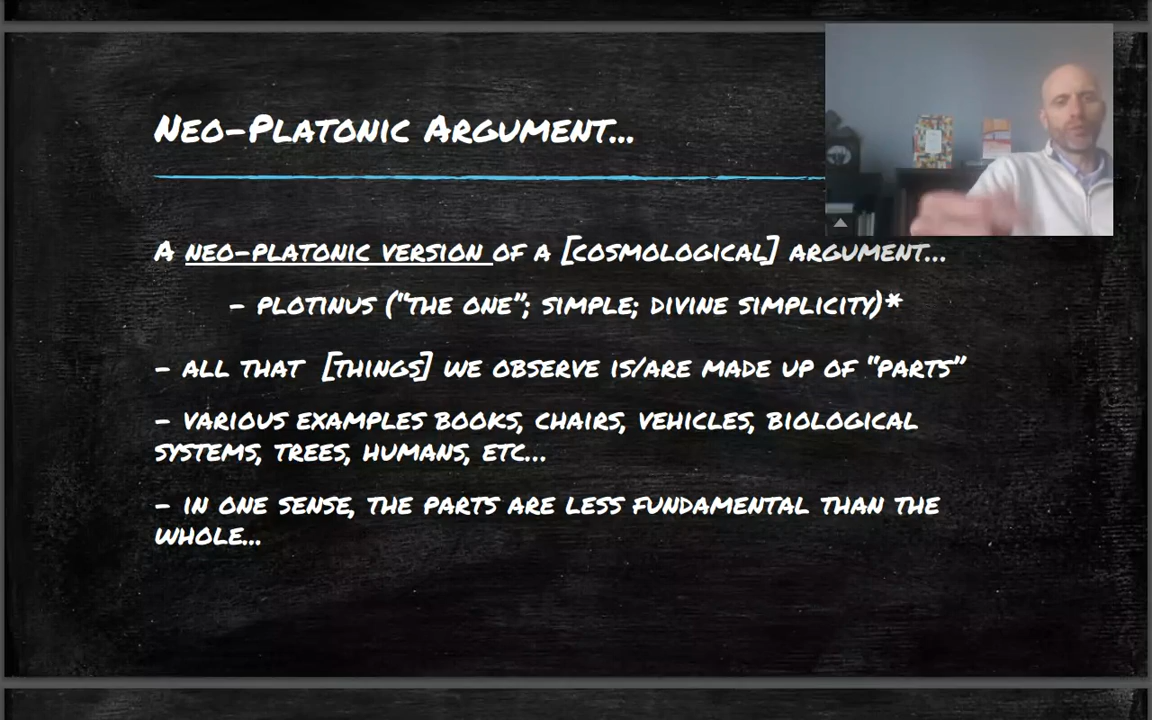 Neo-Platonic Argument...
A neo-platonic version of a [cosmological] argument...
- Plotinus ("The One"; simple; divine simplicity)*
- All that [things] we observe is/are made up of "parts"
- Various examples books, chairs, vehicles, biological
systems, trees, humans, etc...
- In one sense, the parts are less fundamental than the
whole...